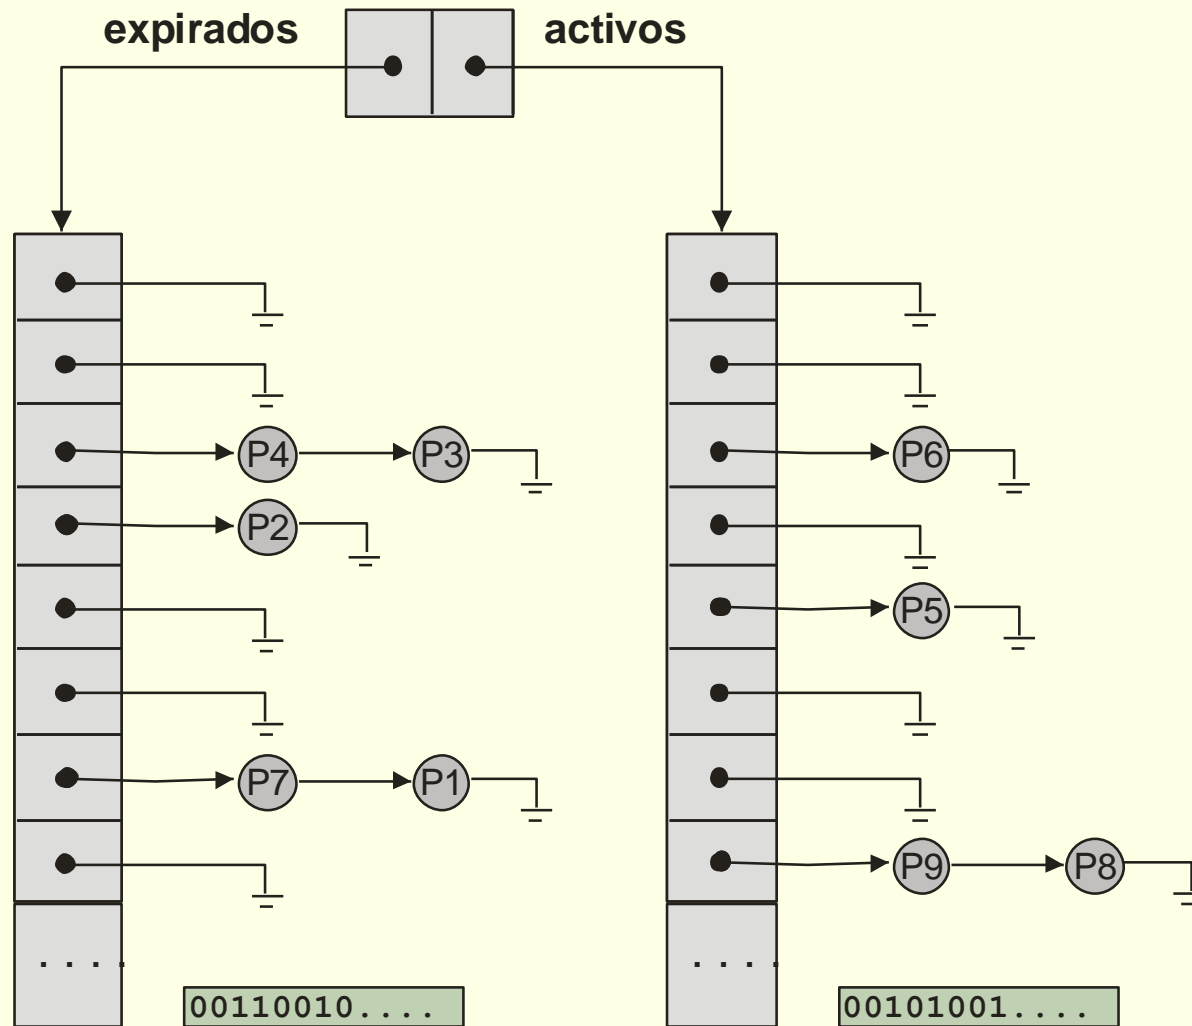 expirados activos
P4 P3 P6
P2
P5
P7 P1
P9 P8
. . . . . . . .
00110010.... 00101001....